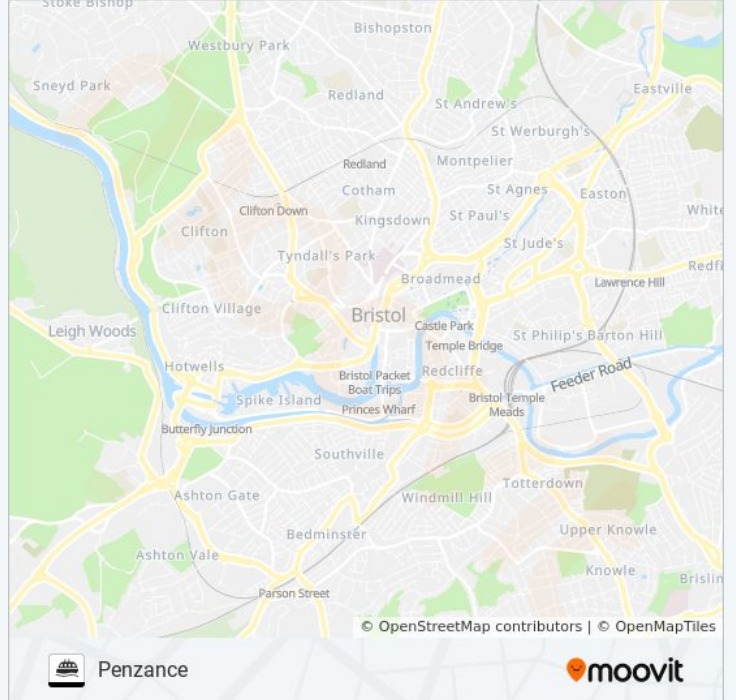 Stoke Bishop
Bishopston
Westbury Park
Sneyd Park
Redland
Eastville
St Andrew's
St Werburgh's
Redland
Montpelier
Cotham
St Agnes
Easton
Clifton Down
Kingsdown
St Paul's
White
Clifton
St Jude's
Tyndall's Park
Redfi
Broadmead
Lawrence Hill
Clifton Village
Bristol
Castle Park
Leigh Woods
St Philip's
Barton Hill
Temple Bridge
Hotwells
Redcliffe
Feeder Road
Bristol Packet
Boat Trips
Spike Island
Princes Wharf
Bristol Temple
Meads
Butterfly Junction
Southville
Totterdown
Ashton Gate
Windmill Hill
Bedminster
Upper Knowle
Ashton Vale
Knowle
Brislin
Parson Street
© OpenStreetMap contributors | © OpenMapTiles
Penzance
moovit